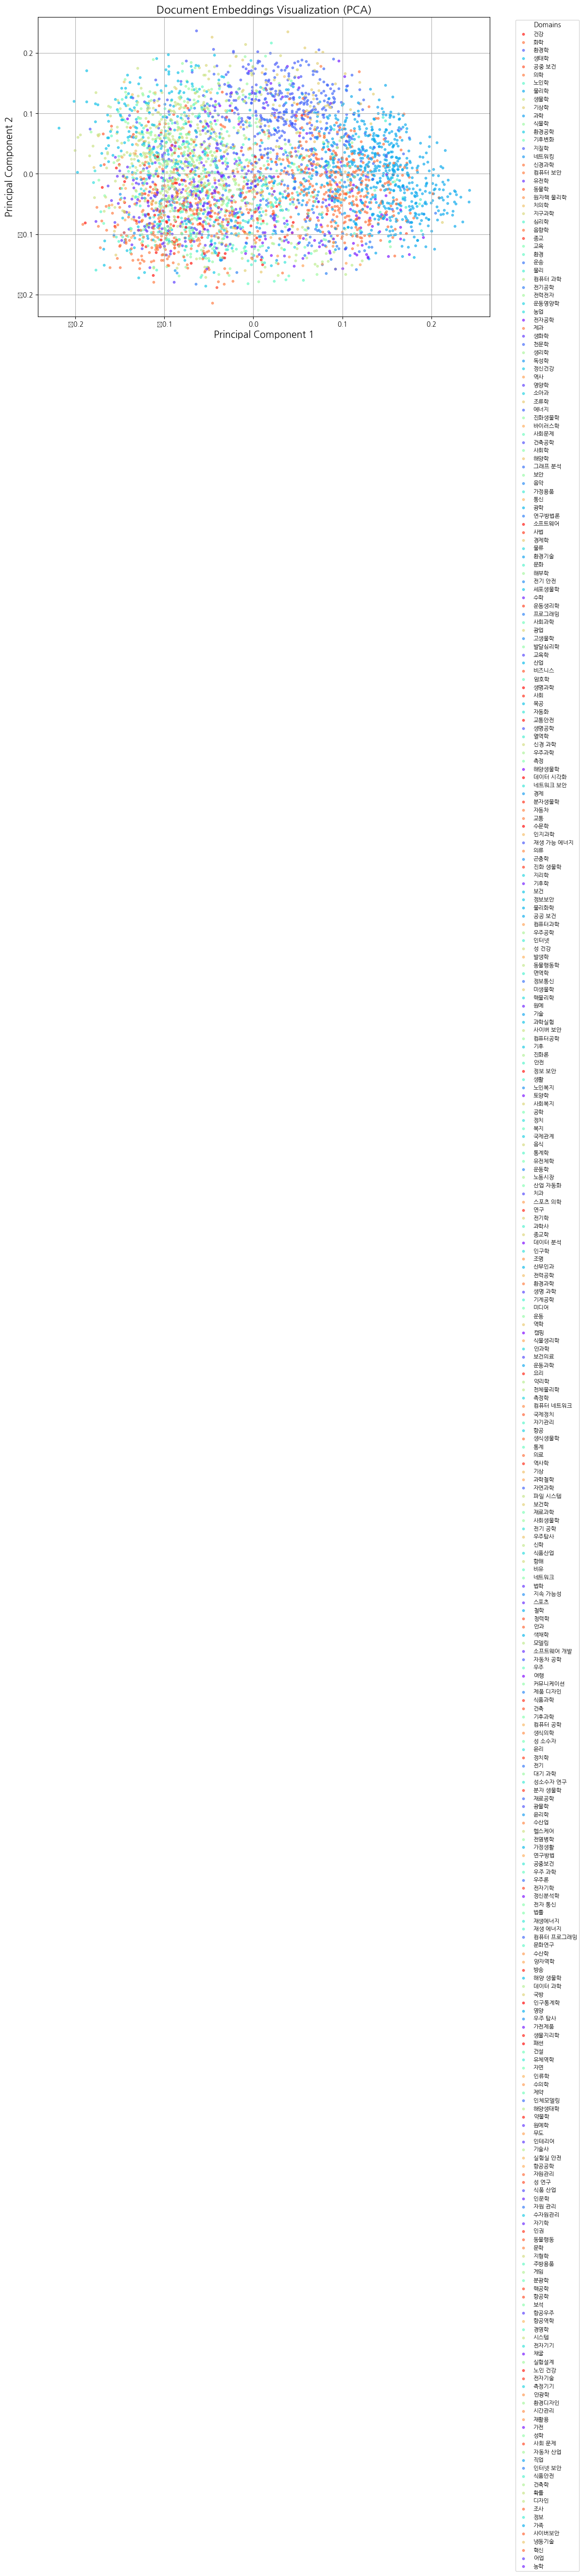 Document Embeddings Visualization (PCA)
Principal Component 2
0.2
0.1
0.0
□0.1
□0.2
□0.2
□0.1
0.0
0.1
0.2
Principal Component 1
Domains
건강
화학
환경학
생태학
공중 보건
의학
노인학
물리학
생물학
기상학
과학
식물학
환경공학
기후변화
지질학
네트워킹
신경과학
컴퓨터 보안
유전학
동물학
원자핵 물리학
치의학
지구과학
심리학
음향학
종교
교육
환경
운송
물리
컴퓨터 과학
전기공학
전력전자
운동영양학
농업
전자공학
제과
생화학
천문학
생리학
독성학
정신건강
역사
영양학
소아과
조류학
에너지
진화생물학
바이러스학
사회문제
건축공학
사회학
해양학
그래프 분석
보안
음악
가정용품
통신
광학
연구방법론
소프트웨어
사법
경제학
물류
환경기술
문화
해부학
전기 안전
세포생물학
수학
운동생리학
프로그래밍
사회과학
광업
고생물학
발달심리학
교육학
산업
비즈니스
암호학
생명과학
사회
목공
자동화
교통안전
생명공학
열역학
신경 과학
우주과학
측정
해양생물학
데이터 시각화
네트워크 보안
경제
분자생물학
자동차
교통
수문학
인지과학
재생 가능 에너지
의류
곤충학
진화 생물학
지리학
기후학
보건
정보보안
물리화학
공공 보건
컴퓨터과학
우주공학
인터넷
성 건강
발생학
동물행동학
면역학
정보통신
미생물학
핵물리학
원예
기술
과학실험
사이버 보안
컴퓨터공학
기후
진화론
안전
정보 보안
생활
노인복지
토양학
사회복지
공학
정치
복지
국제관계
음식
통계학
유전체학
운동학
노동시장
산업 자동화
치과
스포츠 의학
연구
전기학
과학사
종교학
데이터 분석
인구학
조명
산부인과
전력공학
환경과학
생명 과학
기계공학
미디어
운동
역학
캠핑
식물생리학
안과학
보건의료
운동과학
요리
약리학
천체물리학
측정학
컴퓨터 네트워크
국제정치
자기관리
항공
생식생물학
통계
의료
역사학
기상
과학철학
자연과학
파일 시스템
보건학
재료과학
사회생물학
전기 공학
우주탐사
신학
식품산업
항해
비유
네트워크
법학
지속 가능성
스포츠
철학
정력학
안과
색채학
모델링
소프트웨어 개발
자동차 공학
우주
여행
커뮤니케이션
제품 디자인
식품과학
건축
기후과학
컴퓨터 공학
생식의학
성 소수자
윤리
정치학
전기
대기 과학
성소수자 연구
분자 생물학
재료공학
광물학
윤리학
수산업
헬스케어
전염병학
가정생활
연구방법
공중보건
우주 과학
우주론
전자기학
정신분석학
전자 통신
법률
재생에너지
재생 에너지
컴퓨터 프로그래밍
문화연구
수산학
양자역학
방송
해양 생물학
데이터 과학
국방
인구통계학
영양
우주 탐사
가전제품
생물지리학
패션
건설
유체역학
자연
인류학
수의학
제약
인체모델링
해양생태학
약물학
원예학
무도
인테리어
기술사
실험실 안전
항공공학
자원관리
성 연구
식품 산업
인문학
자원 관리
수자원관리
자기학
인권
동물행동
문학
지형학
주방용품
게임
분광학
핵공학
항공학
보석
항공우주
항공역학
경영학
시스템
전자기기
채굴
실험설계
노인 건강
전자기술
측정기기
안광학
환경디자인
시간관리
재활용
가전
성학
사회 문제
자동차 산업
직업
인터넷 보안
식품안전
건축학
확률
디자인
조사
정보
가족
사이버보안
냉동기술
혁신
어업
농학